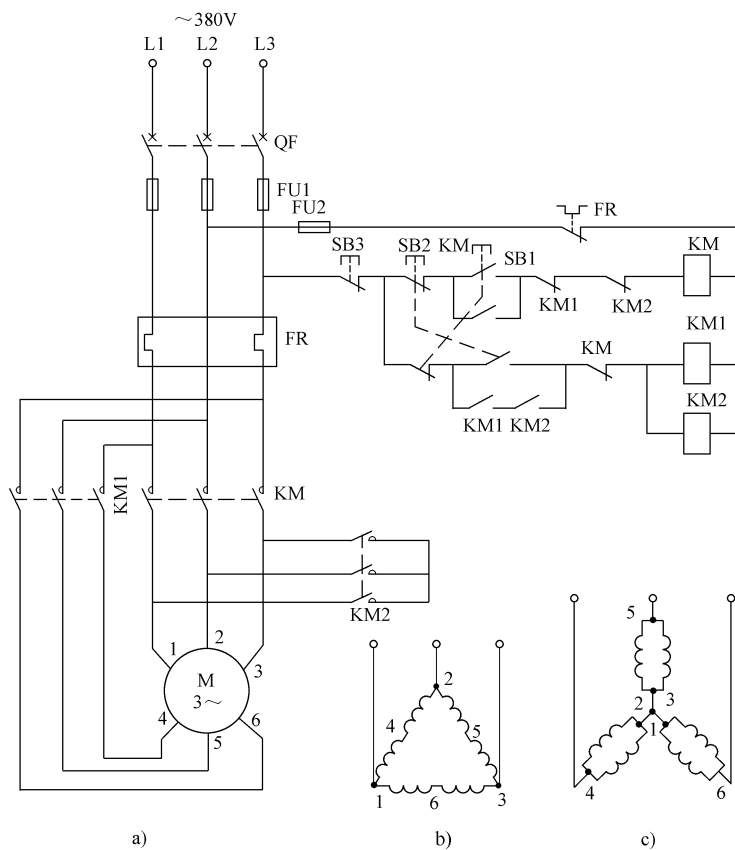 ～380V
L1 L2 L3
QF
FU1
FU2
FR
SB3 SB2 KM SB1 KM
KM1 KM2
KM1
FR
KM
KM2
KM1 KM2
KM1
KM
KM2
1 2 3
M
3～
4 5 6
2
4 5
1 6 3
5
2 3
1
4 6
a) b) c)